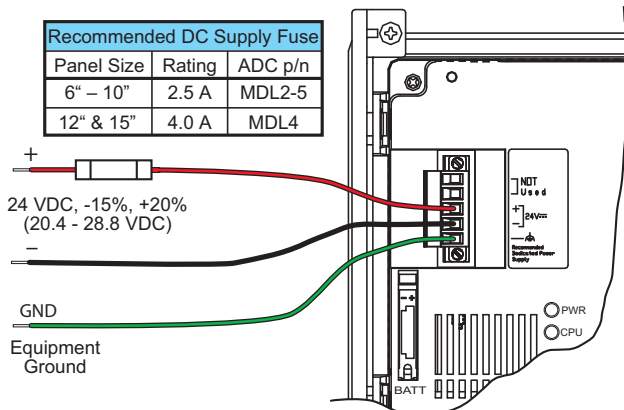 Recommended DC Supply Fuse
Panel Size Rating ADC p/n
6“ – 10” 2.5 A MDL2-5
12“ & 15” 4.0 A MDL4
+
24 VDC, -15%, +20%
(20.4 - 28.8 VDC)
–
GND
Equipment
Ground
NOT
Used
+
24V
–
Recommended
Dedicated Power
Supply
– +
BATT
PWR
CPU